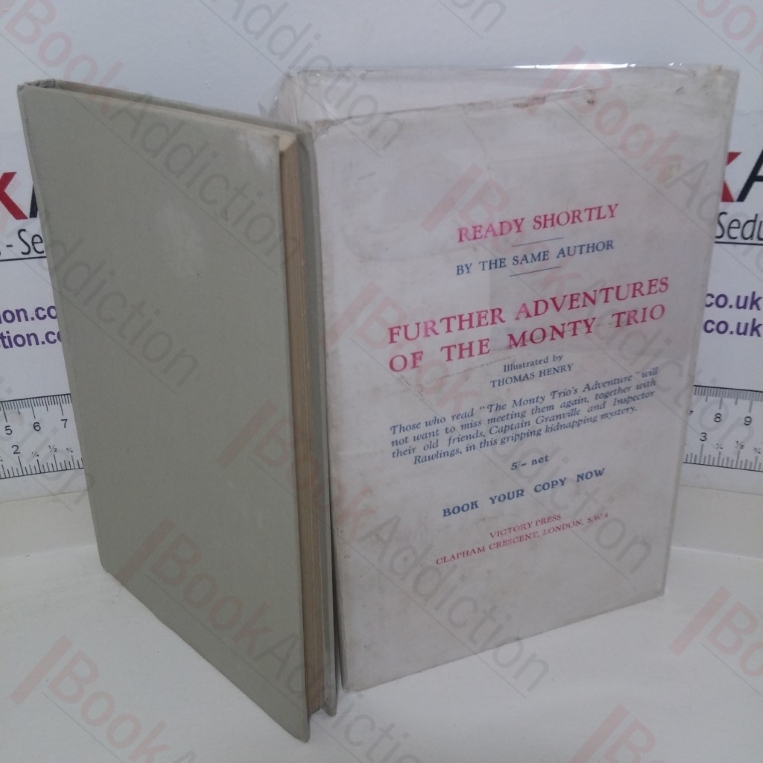 READY SHORTLY
BY THE SAME AUTHOR
FURTHER ADVENTURES
OF THE MONTY TRIO
Illustrated by
THOMAS HENRY
Those who read "The Monty Trio's Adventure" will
not want to miss meeting them again, together with
their old friends, Captain Granville and Inspector
Rawlings, in this gripping kidnapping mystery.
5/- net
BOOK YOUR COPY NOW
VICTORY PRESS
CLAPHAM CRESCENT, LONDON, S.W.4
BookAddiction